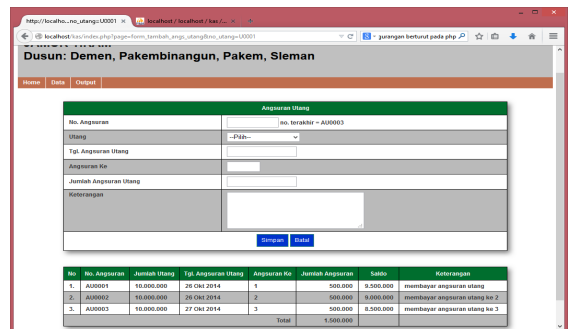 http://localho...no_utang=U0001 × localhost / localhost / kas /... × +
localhost/kas/index.php?page=form_tambah_angs_utang&no_utang=U0001 gurangan berturut pada php
Dusun: Demen, Pakembinangun, Pakem, Sleman
Home Data Output
Angsuran Utang
No. Angsuran no. terakhir = AU0003
Utang --Pilih--
Tgl. Angsuran Utang
Angsuran Ke
Jumlah Angsuran Utang
Keterangan
Simpan Batal
No No. Angsuran Jumlah Utang Tgl. Angsuran Utang Angsuran Ke Jumlah Angsuran Saldo Keterangan
1. AU0001 10.000.000 26 Okt 2014 1 500.000 9.500.000 membayar angsuran utang
2. AU0002 10.000.000 26 Okt 2014 2 500.000 9.000.000 membayar angsuran utang ke 2
3. AU0003 10.000.000 27 Okt 2014 3 500.000 8.500.000 membayar angsuran utang ke 3
Total 1.500.000